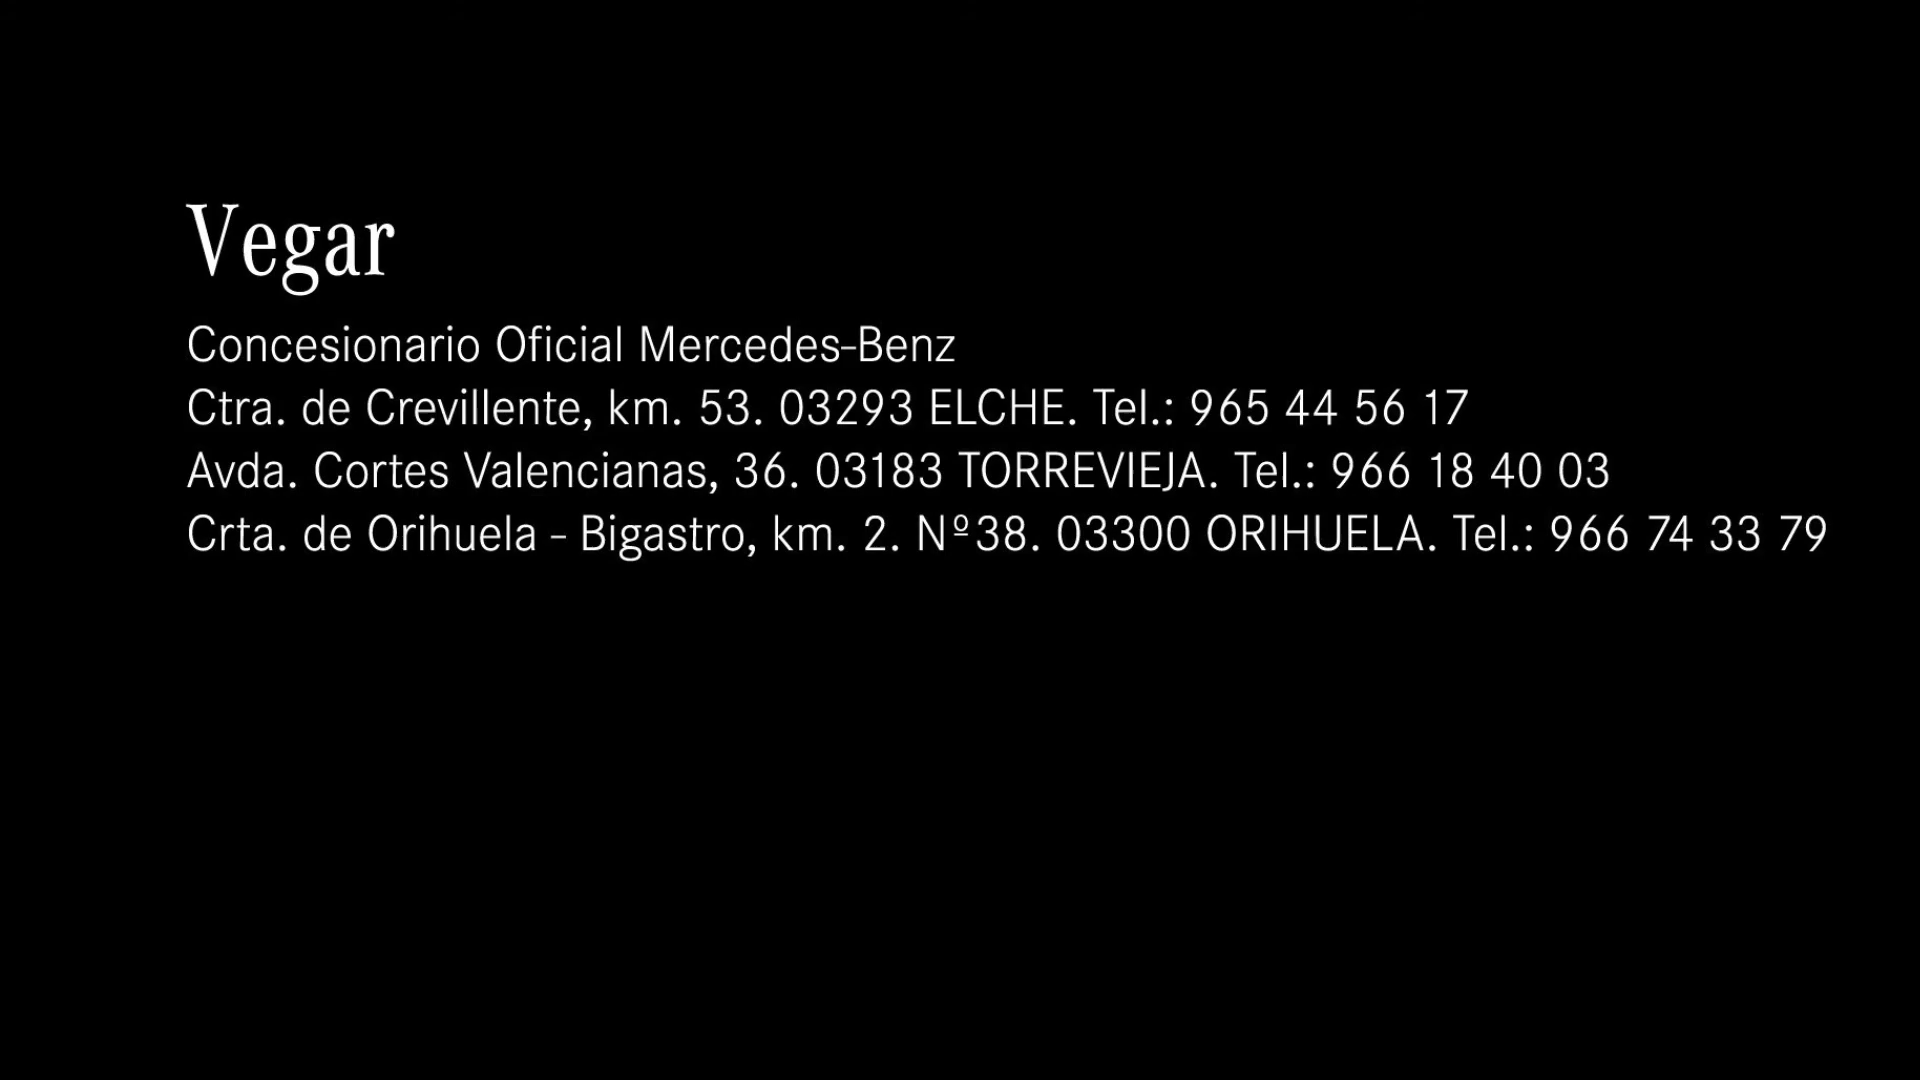 Vegar
Concesionario Oficial Mercedes-Benz
Ctra. de Crevillente, km. 53. 03293 ELCHE. Tel.: 965 44 56 17
Avda. Cortes Valencianas, 36. 03183 TORREVIEJA. Tel.: 966 18 40 03
Crta. de Orihuela - Bigastro, km. 2. Nº38. 03300 ORIHUELA. Tel.: 966 74 33 79